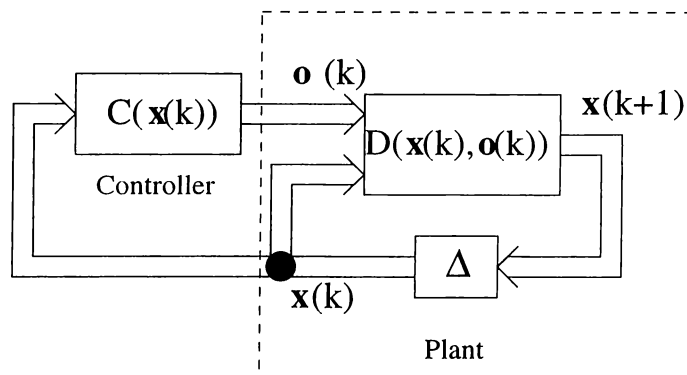 o (k)
x(k+1)
C(x(k))
D(x(k),o(k))
Controller
Δ
x(k)
Plant